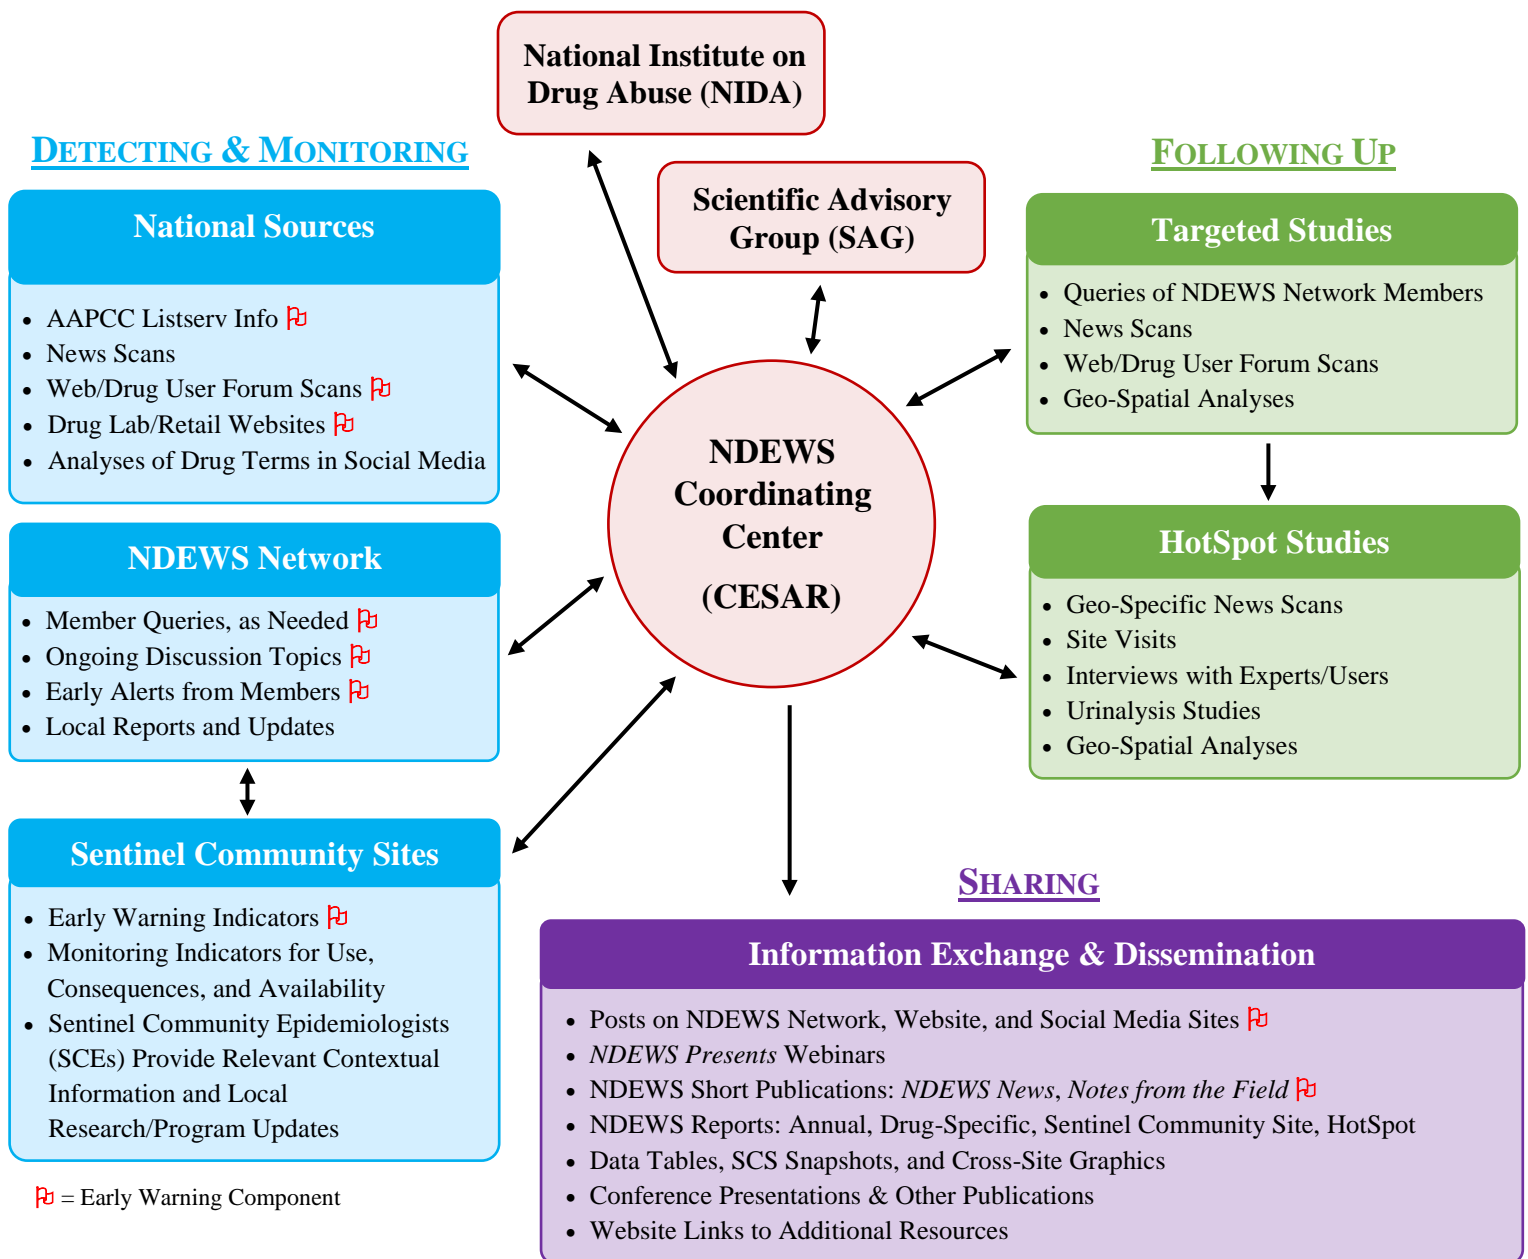 National Institute on
Drug Abuse (NIDA)
Scientific Advisory
Group (SAG)
DETECTING & MONITORING
National Sources
• AAPCC Listserv Info
• News Scans
• Web/Drug User Forum Scans
• Drug Lab/Retail Websites
• Analyses of Drug Terms in Social Media
NDEWS Network
• Member Queries, as Needed
• Ongoing Discussion Topics
• Early Alerts from Members
• Local Reports and Updates
Sentinel Community Sites
• Early Warning Indicators
• Monitoring Indicators for Use,
Consequences, and Availability
• Sentinel Community Epidemiologists
(SCEs) Provide Relevant Contextual
Information and Local
Research/Program Updates
= Early Warning Component
NDEWS
Coordinating
Center
(CESAR)
FOLLOWING UP
Targeted Studies
• Queries of NDEWS Network Members
• News Scans
• Web/Drug User Forum Scans
• Geo-Spatial Analyses
HotSpot Studies
• Geo-Specific News Scans
• Site Visits
• Interviews with Experts/Users
• Urinalysis Studies
• Geo-Spatial Analyses
SHARING
Information Exchange & Dissemination
• Posts on NDEWS Network, Website, and Social Media Sites
• NDEWS Presents Webinars
• NDEWS Short Publications: NDEWS News, Notes from the Field
• NDEWS Reports: Annual, Drug-Specific, Sentinel Community Site, HotSpot
• Data Tables, SCS Snapshots, and Cross-Site Graphics
• Conference Presentations & Other Publications
• Website Links to Additional Resources